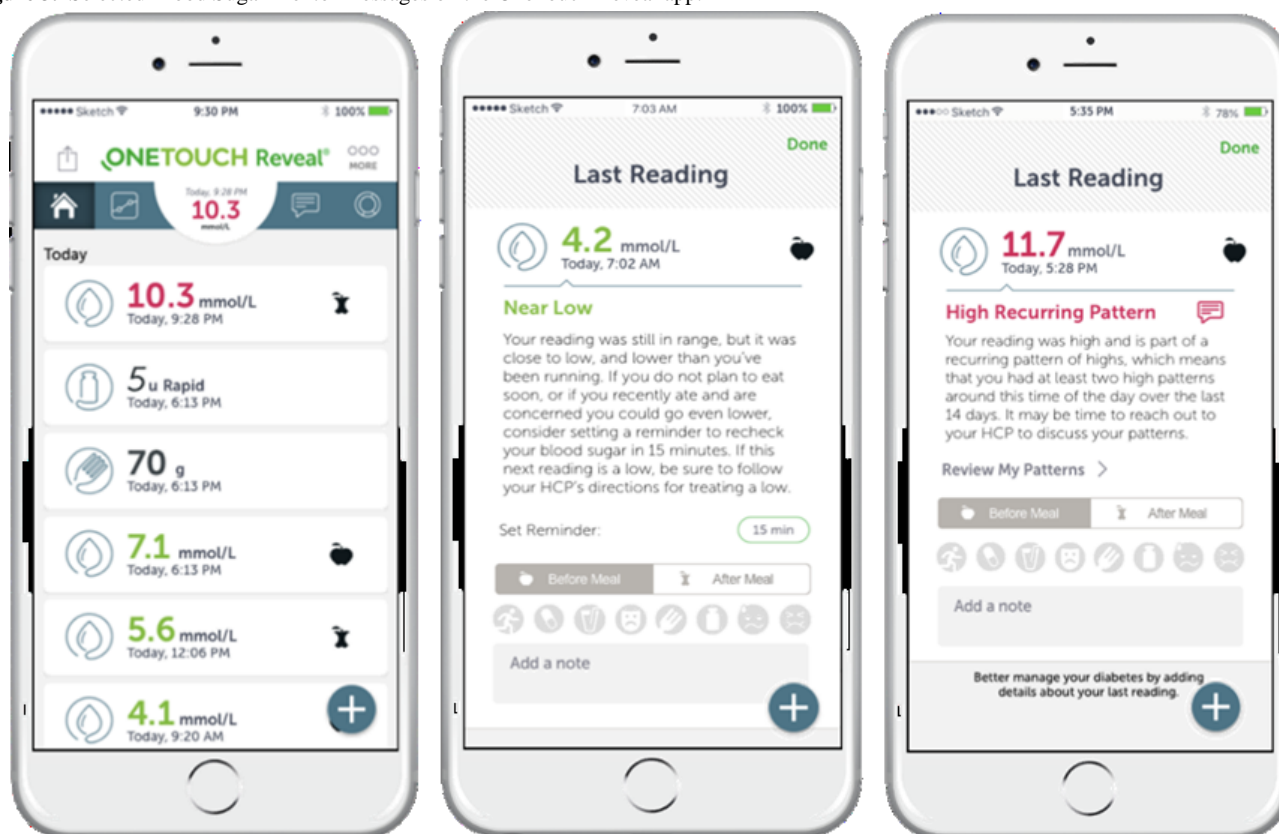 ●●●●● Sketch 9:30 PM 100%
ONETOUCH Reveal®
MORE
Today, 9:28 PM
10.3
mmol/L
Today
10.3 mmol/L
Today, 9:28 PM
5u Rapid
Today, 6:13 PM
70 g
Today, 6:13 PM
7.1 mmol/L
Today, 6:13 PM
5.6 mmol/L
Today, 12:06 PM
4.1 mmol/L
Today, 9:20 AM
+
●●●●● Sketch 7:03 AM 100%
Done
Last Reading
4.2 mmol/L
Today, 7:02 AM
Near Low
Your reading was still in range, but it was
close to low, and lower than you've
been running. If you do not plan to eat
soon, or if you recently ate and are
concerned you could go even lower,
consider setting a reminder to recheck
your blood sugar in 15 minutes. If this
next reading is a low, be sure to follow
your HCP's directions for treating a low.
Set Reminder: 15 min
Before Meal After Meal
Add a note
+
●●●○○ Sketch 5:35 PM 78%
Done
Last Reading
11.7 mmol/L
Today, 5:28 PM
High Recurring Pattern
Your reading was high and is part of a
recurring pattern of highs, which means
that you had at least two high patterns
around this time of the day over the last
14 days. It may be time to reach out to
your HCP to discuss your patterns.
Review My Patterns >
Before Meal After Meal
Add a note
Better manage your diabetes by adding
details about your last reading.
+